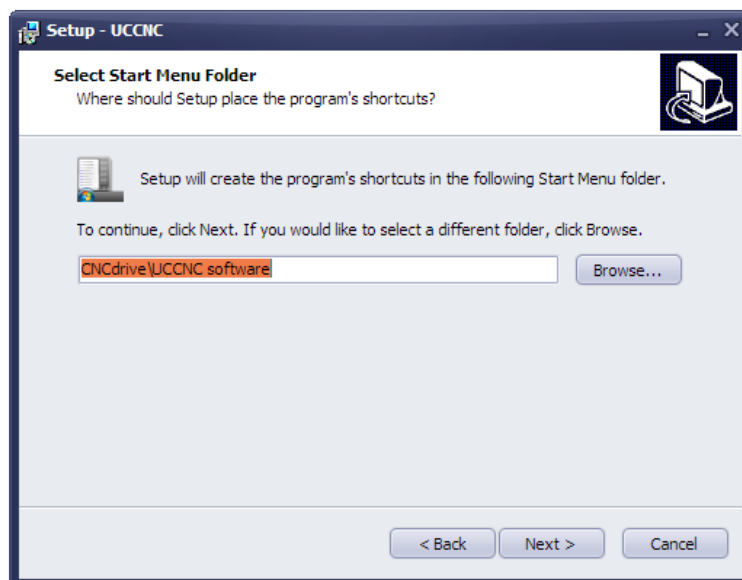 Setup - UCCNC
Select Start Menu Folder
Where should Setup place the program's shortcuts?
Setup will create the program's shortcuts in the following Start Menu folder.
To continue, click Next. If you would like to select a different folder, click Browse.
CNCdrive\UCCNC software
Browse...
< Back
Next >
Cancel